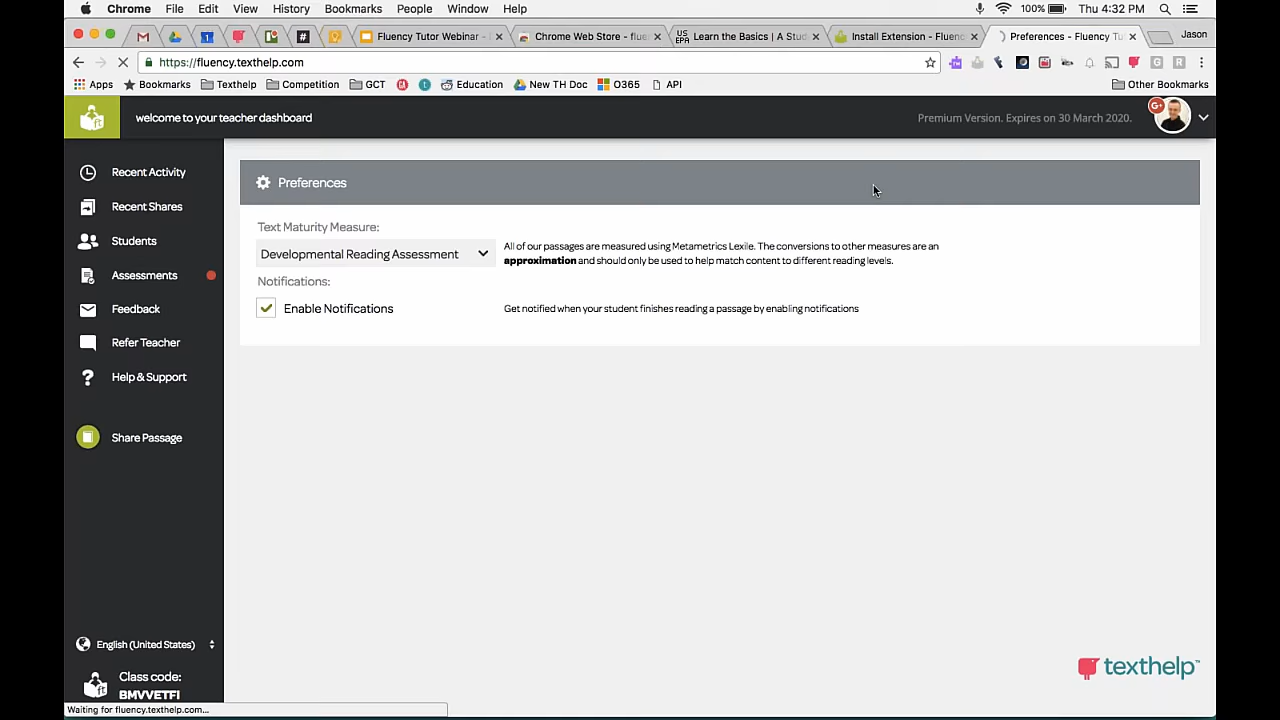 Chrome File Edit View History Bookmarks People Window Help 100% Thu 4:32 PM
Fluency Tutor Webinar - E Chrome Web Store - flue Learn the Basics | A Stud Install Extension - Fluenc Preferences - Fluency Tu Jason
https://fluency.texthelp.com
Apps Bookmarks Texthelp Competition GCT Education New TH Doc O365 API Other Bookmarks
welcome to your teacher dashboard Premium Version. Expires on 30 March 2020.
Recent Activity
Recent Shares
Students
Assessments
Feedback
Refer Teacher
Help & Support
Share Passage
English (United States)
Class code:
BMVVETFI
Preferences
Text Maturity Measure:
Developmental Reading Assessment
All of our passages are measured using Metametrics Lexile. The conversions to other measures are an
approximation and should only be used to help match content to different reading levels.
Notifications:
Enable Notifications
Get notified when your student finishes reading a passage by enabling notifications
texthelp™
Waiting for fluency.texthelp.com...